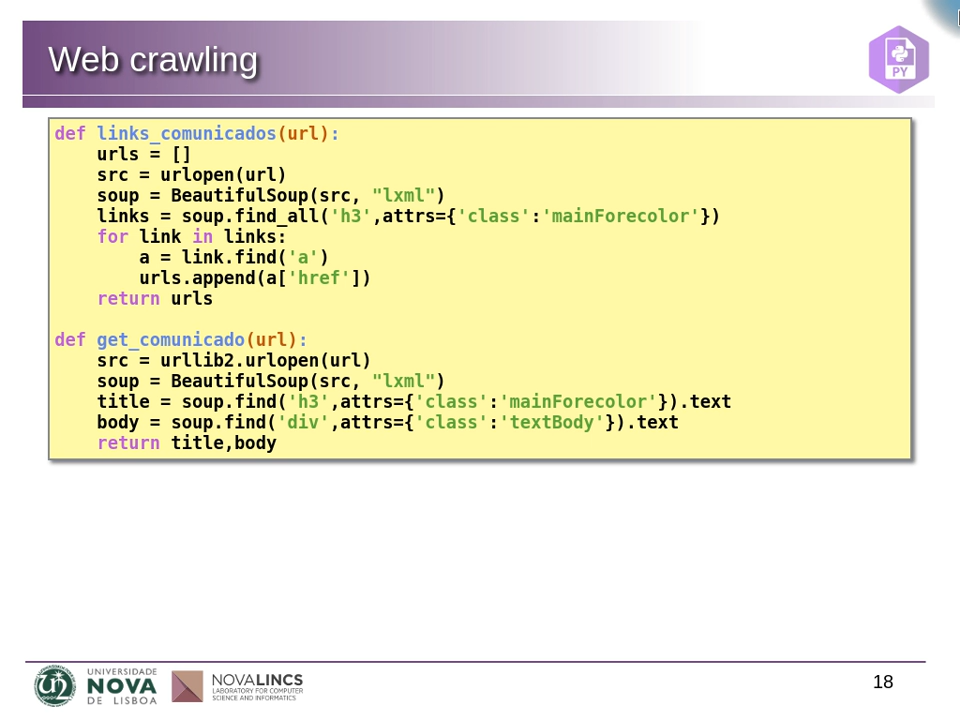 Web crawling
PY
def links_comunicados(url):
    urls = []
    src = urlopen(url)
    soup = BeautifulSoup(src, "lxml")
    links = soup.find_all('h3',attrs={'class':'mainForecolor'})
    for link in links:
        a = link.find('a')
        urls.append(a['href'])
    return urls
def get_comunicado(url):
    src = urllib2.urlopen(url)
    soup = BeautifulSoup(src, "lxml")
    title = soup.find('h3',attrs={'class':'mainForecolor'}).text
    body = soup.find('div',attrs={'class':'textBody'}).text
    return title,body
UNIVERSIDADE
NOVA
DE LISBOA
NOVALINCS
LABORATORY FOR COMPUTER
SCIENCE AND INFORMATICS
18